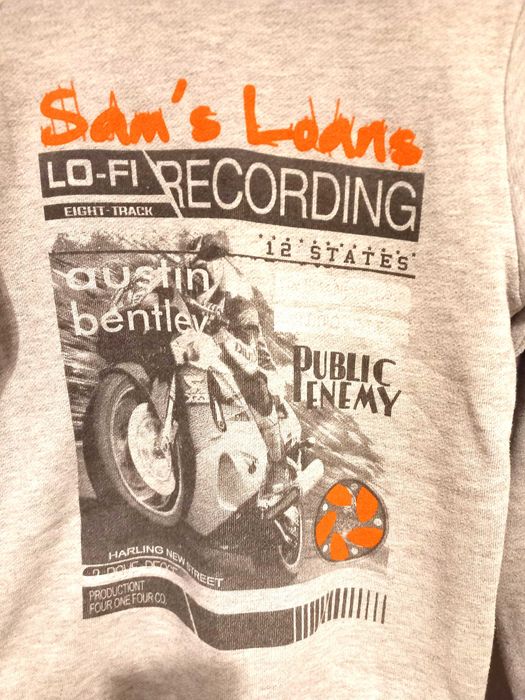 Sam's Loans
LO-FI RECORDING
EIGHT-TRACK
12 STATES
austin
bentley
PUBLIC
ENEMY
HARLING NEW STREET
PRODUCTIONT
FOUR ONE FOUR CO.